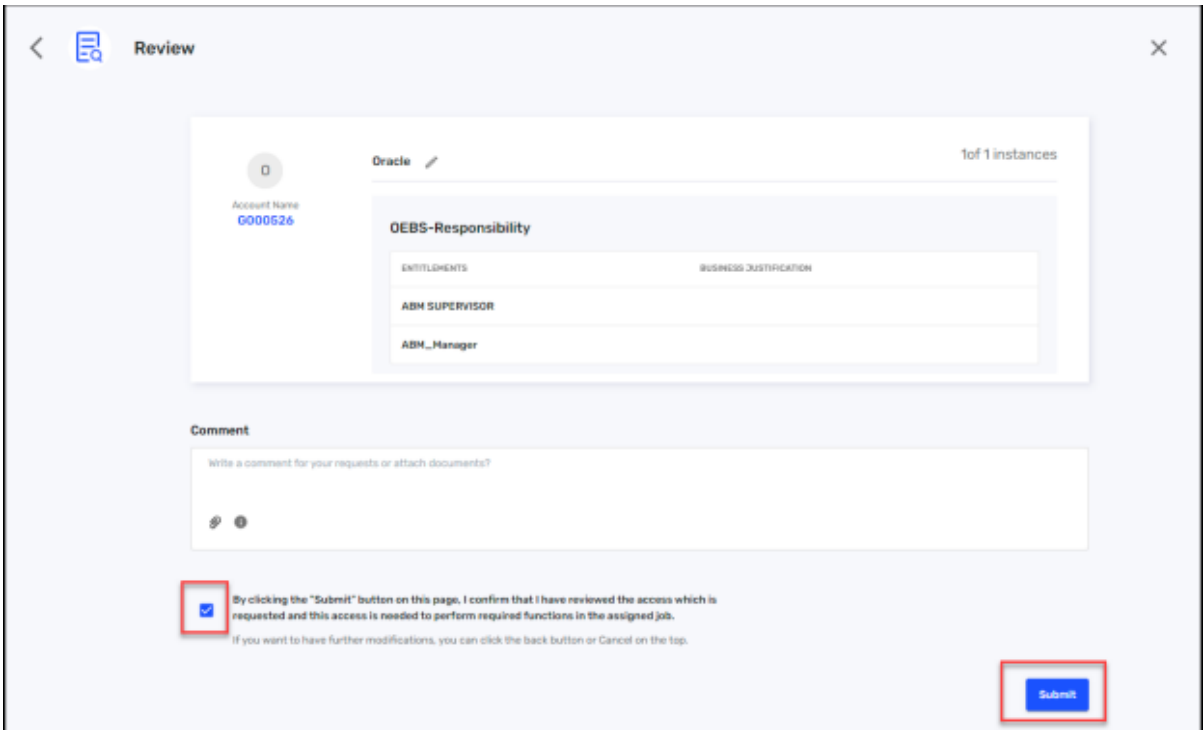 Review
Oracle
1of 1 instances
O
Account Name
G000526
OEBS-Responsibility
ENTITLEMENTS BUSINESS JUSTIFICATION
ABM SUPERVISOR
ABM_Manager
Comment
Write a comment for your requests or attach documents?
By clicking the "Submit" button on this page, I confirm that I have reviewed the access which is
requested and this access is needed to perform required functions in the assigned job.
If you want to have further modifications, you can click the back button or Cancel on the top.
Submit